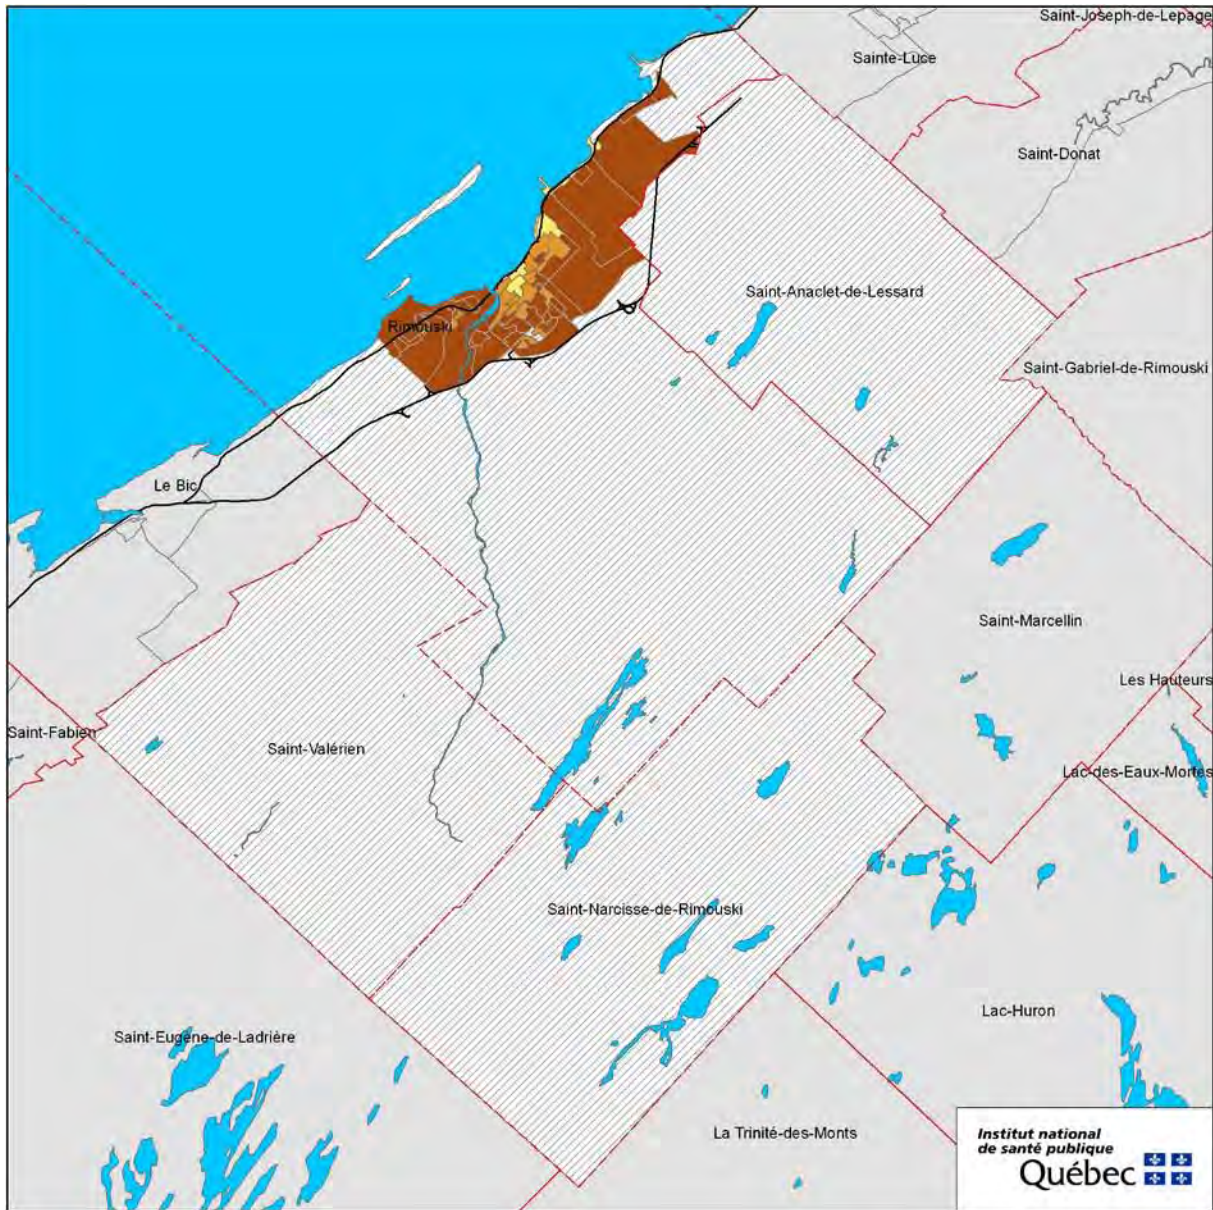 Saint-Joseph-de-Lepage
Sainte-Luce
Saint-Donat
Saint-Anaclet-de-Lessard
Rimouski
Saint-Gabriel-de-Rimouski
Le Bic
Saint-Marcellin
Les Hauteurs
Saint-Fabien
Saint-Valérien
Lac-des-Eaux-Mortes
Saint-Narcisse-de-Rimouski
Lac-Huron
Saint-Eugène-de-Ladrière
La Trinité-des-Monts
Institut national
de santé publique
Québec